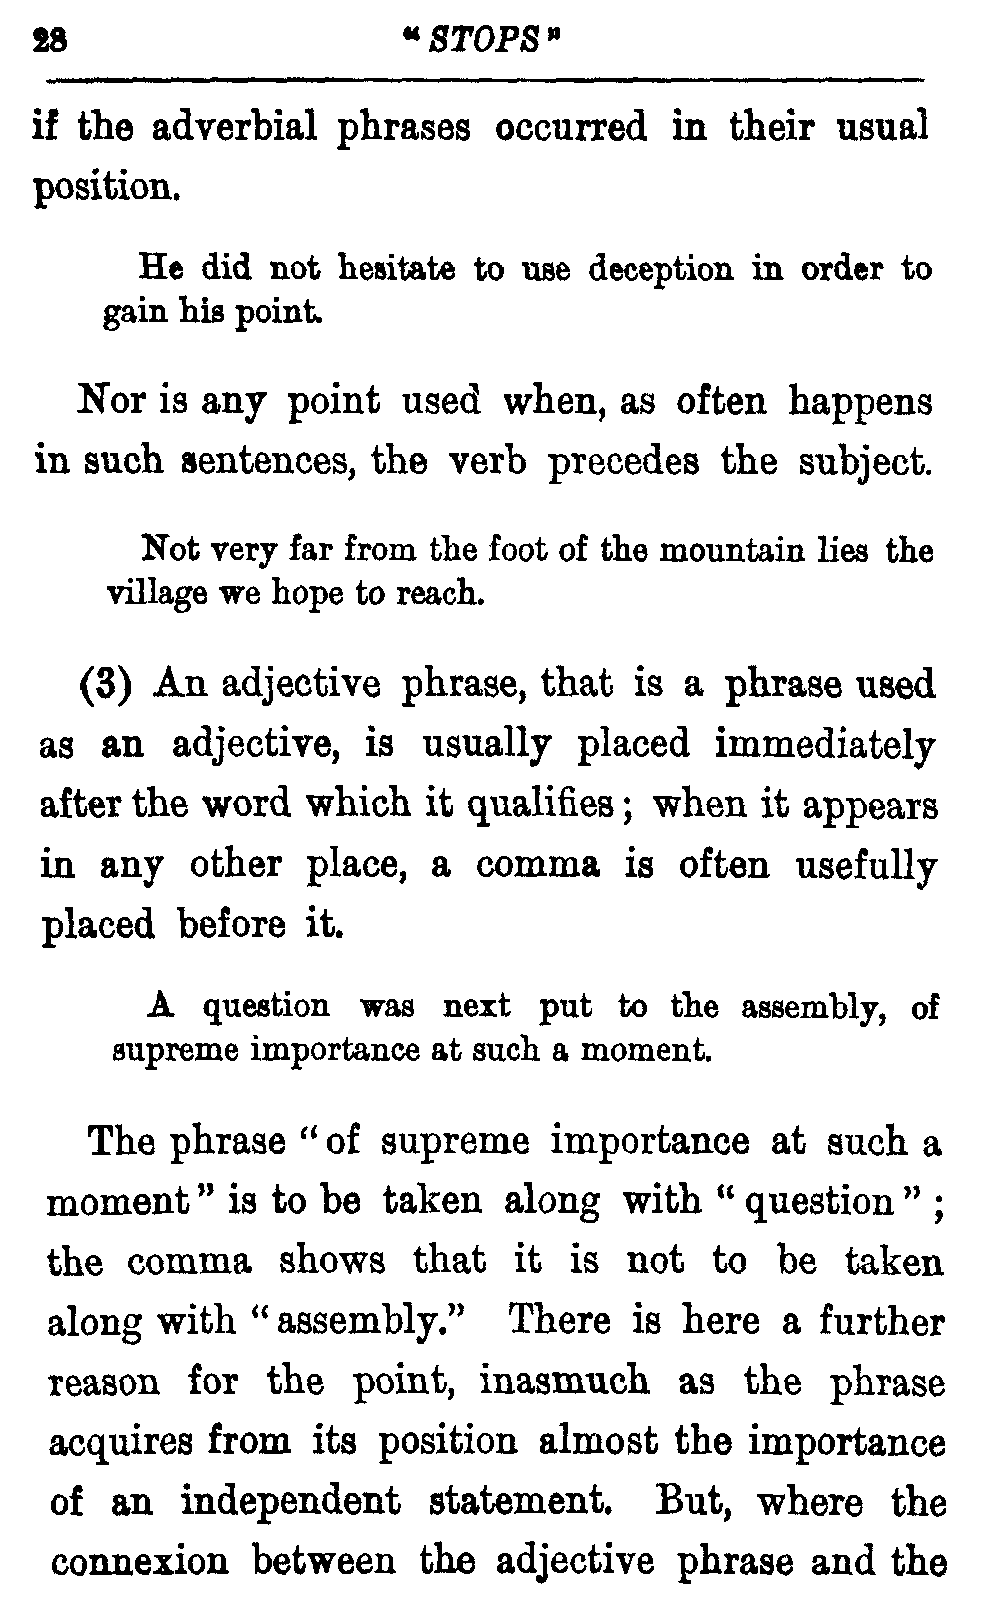 28 "STOPS"
if the adverbial phrases occurred in their usual
position.
He did not hesitate to use deception in order to
gain his point.
Nor is any point used when, as often happens
in such sentences, the verb precedes the subject.
Not very far from the foot of the mountain lies the
village we hope to reach.
(3) An adjective phrase, that is a phrase used
as an adjective, is usually placed immediately
after the word which it qualifies; when it appears
in any other place, a comma is often usefully
placed before it.
A question was next put to the assembly, of
supreme importance at such a moment.
The phrase "of supreme importance at such a
moment" is to be taken along with "question";
the comma shows that it is not to be taken
along with "assembly." There is here a further
reason for the point, inasmuch as the phrase
acquires from its position almost the importance
of an independent statement. But, where the
connexion between the adjective phrase and the